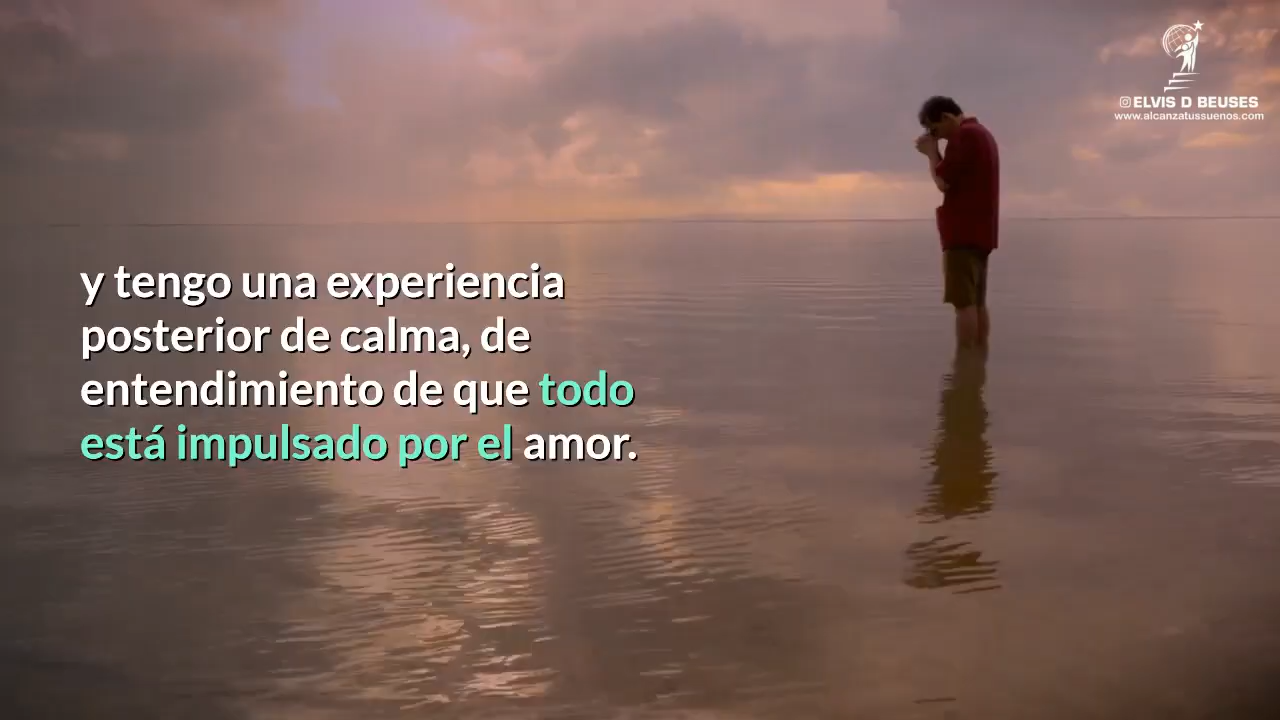 ELVIS D BEUSES
www.alcanzatussuenos.com
y tengo una experiencia
posterior de calma, de
entendimiento de que todo
está impulsado por el amor.